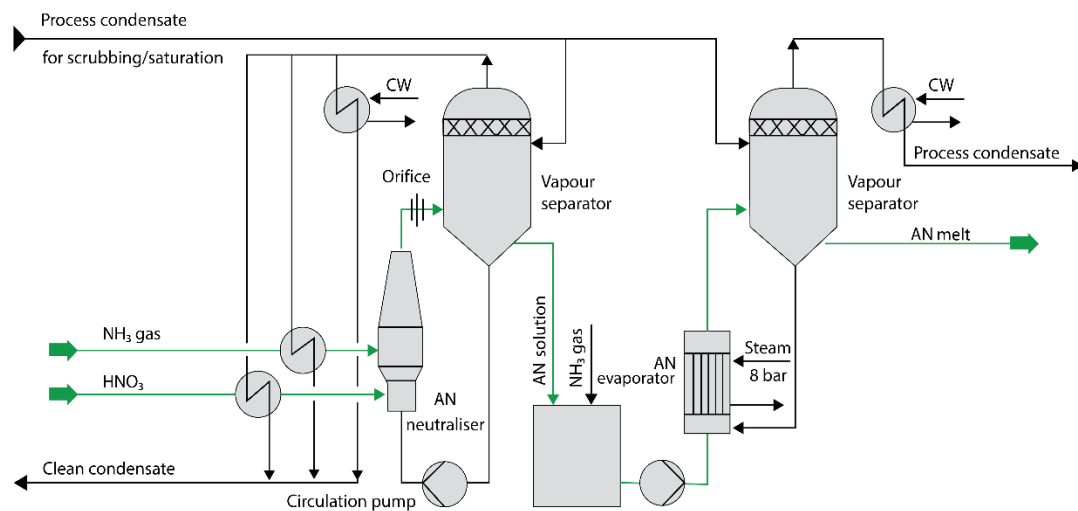 Process condensate
for scrubbing/saturation
CW
CW
Process condensate
Orifice
Vapour
separator
Vapour
separator
AN melt
AN solution
NH₃ gas
NH₃ gas
HNO₃
AN
evaporator
Steam
8 bar
AN
neutraliser
Clean condensate
Circulation pump